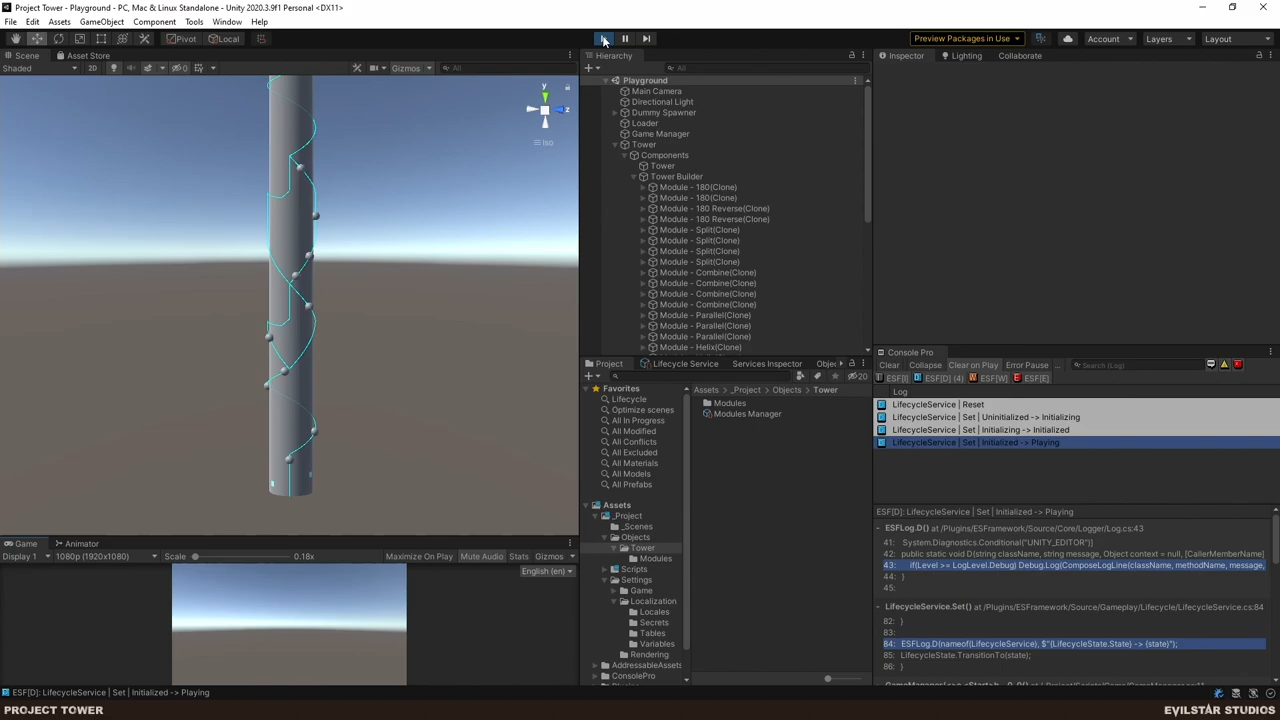 Project Tower - Playground - PC, Mac & Linux Standalone - Unity 2020.3.9f1 Personal <DX11>
File Edit Assets GameObject Component Tools Window Help
Pivot Local
Preview Packages in Use
Account
Layers
Layout
Scene Asset Store
Shaded 2D 0 Gizmos All
y
z
Iso
Hierarchy
All
Playground
Main Camera
Directional Light
Dummy Spawner
Loader
Game Manager
Tower
Components
Tower
Tower Builder
Module - 180(Clone)
Module - 180(Clone)
Module - 180 Reverse(Clone)
Module - 180 Reverse(Clone)
Module - Split(Clone)
Module - Split(Clone)
Module - Split(Clone)
Module - Split(Clone)
Module - Combine(Clone)
Module - Combine(Clone)
Module - Combine(Clone)
Module - Combine(Clone)
Module - Parallel(Clone)
Module - Parallel(Clone)
Module - Parallel(Clone)
Module - Helix(Clone)
Inspector Lighting Collaborate
Project Lifecycle Service Services Inspector Objec
20
Favorites
Lifecycle
Optimize scenes
All In Progress
All Modified
All Conflicts
All Excluded
All Materials
All Models
All Prefabs
Assets
_Project
_Scenes
Objects
Tower
Modules
Scripts
Settings
Game
Localization
Locales
Secrets
Tables
Variables
Rendering
AddressableAssets
ConsolePro
Assets _Project Objects Tower
Modules
Modules Manager
Console Pro
Clear Collapse Clear on Play Error Pause ... Search (Log)
ESF[I] ESF[D] (4) ESF[W] ESF[E]
Log
LifecycleService | Reset
LifecycleService | Set | Uninitialized -> Initializing
LifecycleService | Set | Initializing -> Initialized
LifecycleService | Set | Initialized -> Playing
ESF[D]: LifecycleService | Set | Initialized -> Playing
ESFLog.D() at /Plugins/ESFramework/Source/Core/Logger/Log.cs:43
41: System.Diagnostics.Conditional("UNITY_EDITOR")]
42: public static void D(string className, string message, Object context = null, [CallerMemberName]
43: if(Level >= LogLevel.Debug) Debug.Log(ComposeLogLine(className, methodName, message,
44: }
45:
LifecycleService.Set() at /Plugins/ESFramework/Source/Gameplay/Lifecycle/LifecycleService.cs:84
82: }
83:
84: ESFLog.D(nameof(LifecycleService), $"{LifecycleState.State} -> {state}");
85: LifecycleState.TransitionTo(state);
86: }
Game Animator
Display 1 1080p (1920x1080) Scale 0.18x Maximize On Play Mute Audio Stats Gizmos
English (en)
ESF[D]: LifecycleService | Set | Initialized -> Playing
PROJECT TOWER
EVILSTAR STUDIOS